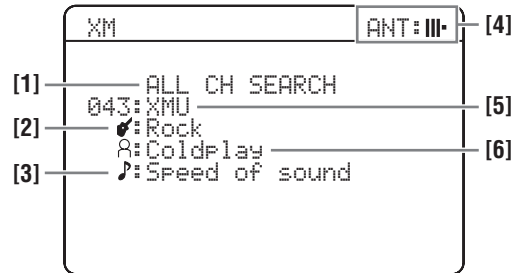 XM ANT: [4]
[1] ALL CH SEARCH
043:XMU [5]
[2] :Rock
:Coldplay [6]
[3] :Speed of sound